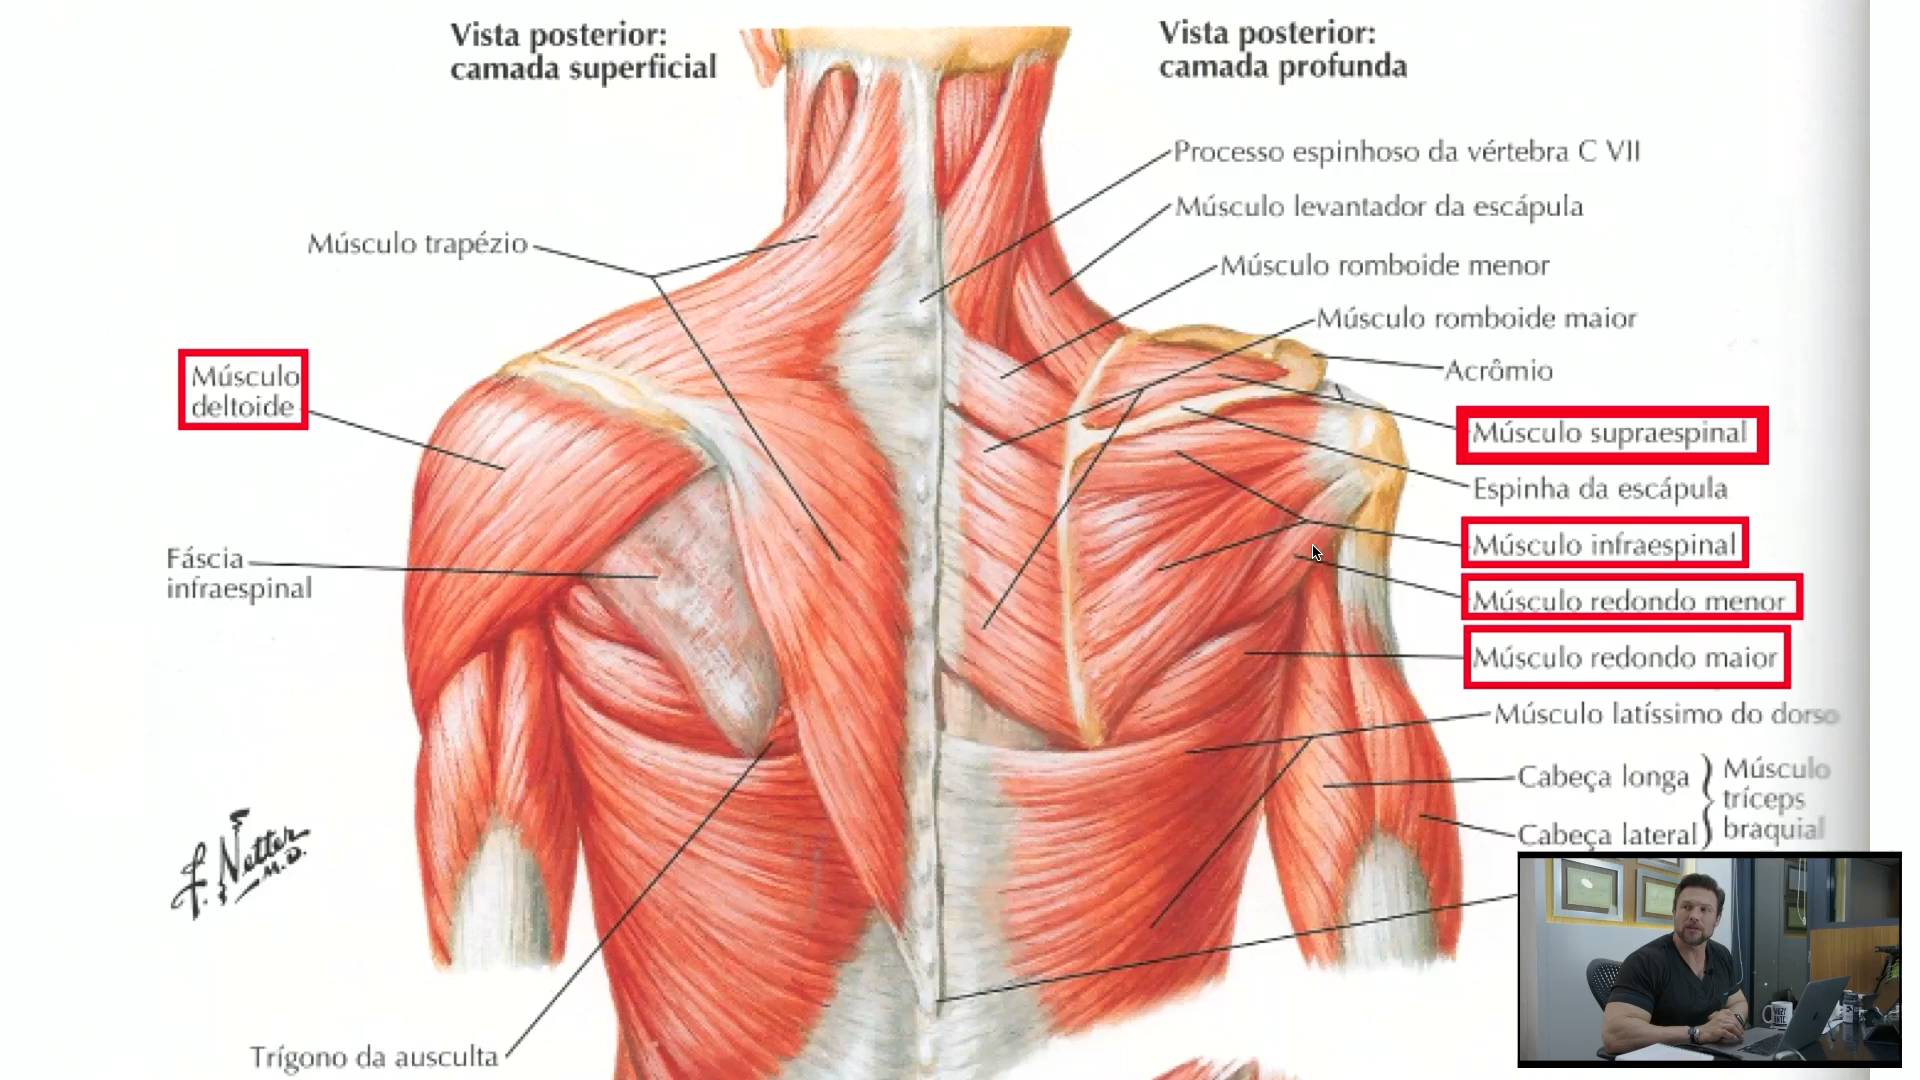 Vista posterior:
camada superficial
Vista posterior:
camada profunda
Processo espinhoso da vértebra C VII
Músculo levantador da escápula
Músculo trapézio
Músculo romboide menor
Músculo romboide maior
Acrômio
Músculo
deltoide
Músculo supraespinal
Espinha da escápula
Músculo infraespinal
Fáscia
infraespinal
Músculo redondo menor
Músculo redondo maior
Músculo latíssimo do dorso
Cabeça longa
Cabeça lateral
Músculo
tríceps
braquial
F. Netter
M.D.
Trígono da ausculta